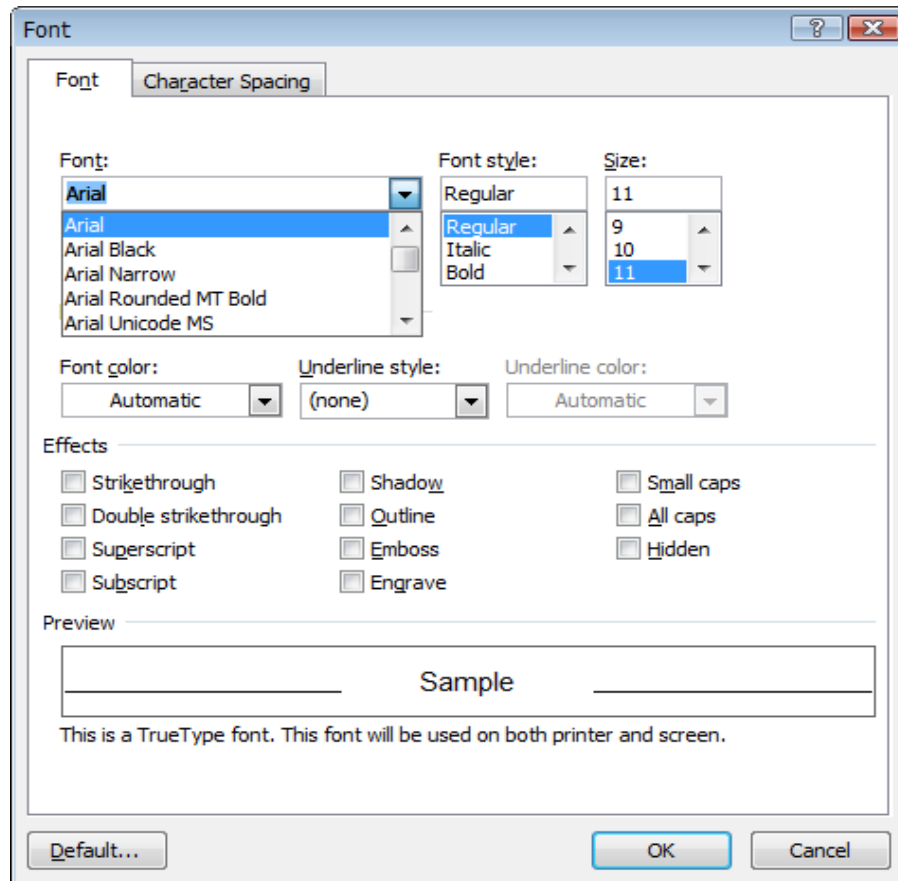 Font
Font Character Spacing
Font: Font style: Size:
Arial Regular 11
Arial Regular 9
Arial Black Italic 10
Arial Narrow Bold 11
Arial Rounded MT Bold
Arial Unicode MS
Font color: Underline style: Underline color:
Automatic (none) Automatic
Effects
Strikethrough Shadow Small caps
Double strikethrough Outline All caps
Superscript Emboss Hidden
Subscript Engrave
Preview
Sample
This is a TrueType font. This font will be used on both printer and screen.
Default... OK Cancel